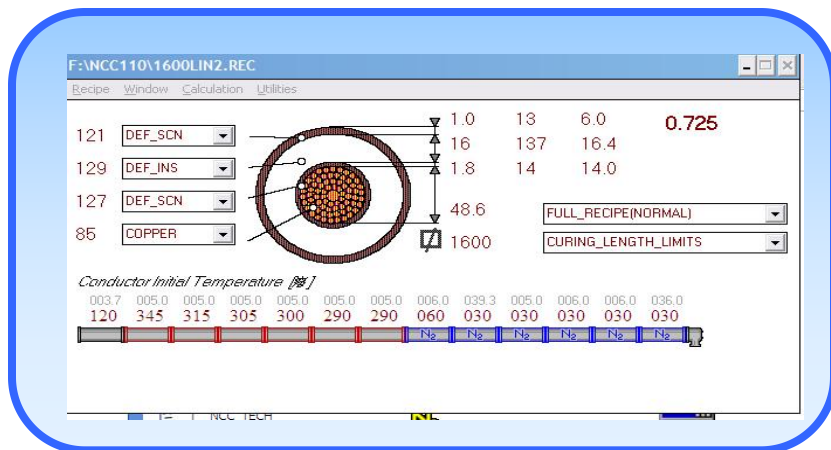 F:\NCC110\1600LIN2.REC
Recipe Window Calculation Utilities
1.0 13 6.0 0.725
121 DEF_SCN
16 137 16.4
129 DEF_INS 1.8 14 14.0
127 DEF_SCN
48.6 FULL_RECIPE(NORMAL)
85 COPPER
1600 CURING_LENGTH_LIMITS
Conductor Initial Temperature
003.7 005.0 005.0 005.0 005.0 005.0 005.0 006.0 039.3 005.0 006.0 006.0 036.0
120 345 315 305 300 290 290 060 030 030 030 030 030
N2 N2 N2 N2 N2 N2
NCC TECH